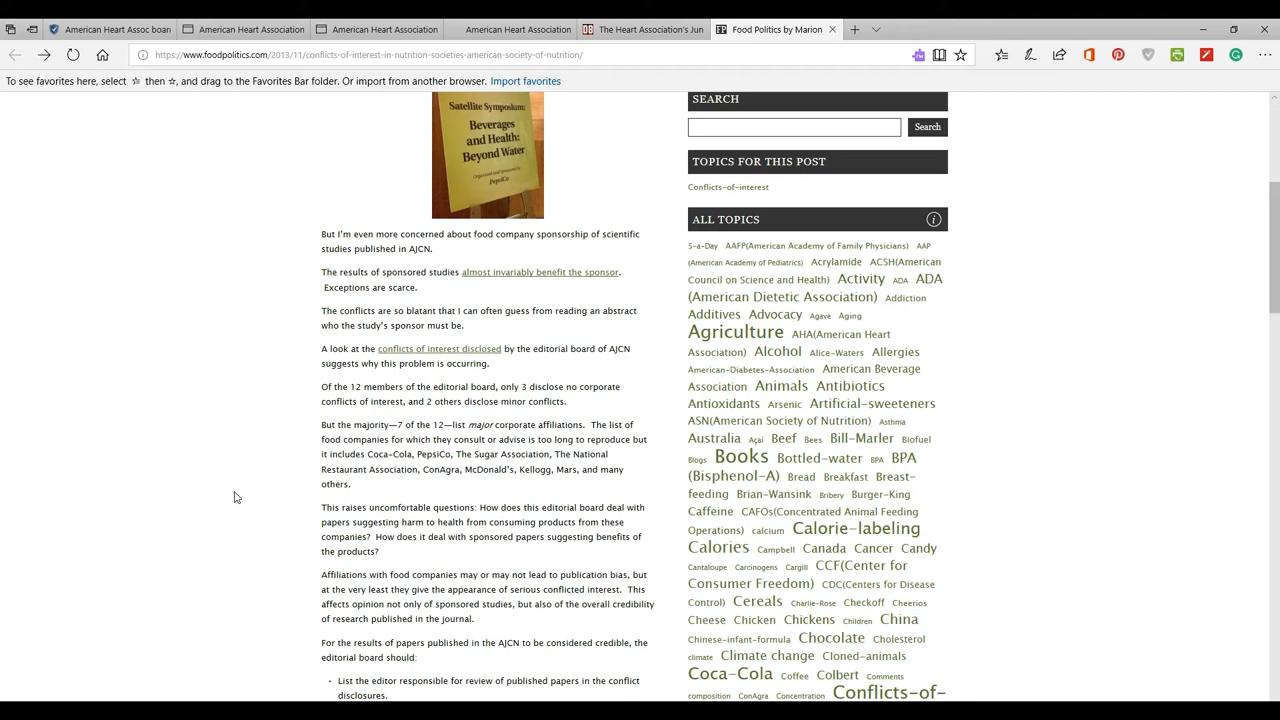 American Heart Assoc boan
American Heart Association
American Heart Association
American Heart Association
The Heart Association's Jun
Food Politics by Marion
https://www.foodpolitics.com/2013/11/conflicts-of-interest-in-nutrition-societies-american-society-of-nutrition/
To see favorites here, select ☆ then ☆, and drag to the Favorites Bar folder. Or import from another browser. Import favorites
Satellite Symposium:
Beverages
and Health:
Beyond Water
Organized and Sponsored by
PepsiCo
But I'm even more concerned about food company sponsorship of scientific
studies published in AJCN.
The results of sponsored studies almost invariably benefit the sponsor.
Exceptions are scarce.
The conflicts are so blatant that I can often guess from reading an abstract
who the study's sponsor must be.
A look at the conflicts of interest disclosed by the editorial board of AJCN
suggests why this problem is occurring.
Of the 12 members of the editorial board, only 3 disclose no corporate
conflicts of interest, and 2 others disclose minor conflicts.
But the majority—7 of the 12—list major corporate affiliations. The list of
food companies for which they consult or advise is too long to reproduce but
it includes Coca-Cola, PepsiCo, The Sugar Association, The National
Restaurant Association, ConAgra, McDonald's, Kellogg, Mars, and many
others.
This raises uncomfortable questions: How does this editorial board deal with
papers suggesting harm to health from consuming products from these
companies? How does it deal with sponsored papers suggesting benefits of
the products?
Affiliations with food companies may or may not lead to publication bias, but
at the very least they give the appearance of serious conflicted interest. This
affects opinion not only of sponsored studies, but also of the overall credibility
of research published in the journal.
For the results of papers published in the AJCN to be considered credible, the
editorial board should:
· List the editor responsible for review of published papers in the conflict
disclosures.
SEARCH
Search
TOPICS FOR THIS POST
Conflicts-of-interest
ALL TOPICS
5-a-Day AAFP(American Academy of Family Physicians) AAP
(American Academy of Pediatrics) Acrylamide ACSH(American
Council on Science and Health) Activity ADA ADA
(American Dietetic Association) Addiction
Additives Advocacy Agave Aging
Agriculture AHA(American Heart
Association) Alcohol Alice-Waters Allergies
American-Diabetes-Association American Beverage
Association Animals Antibiotics
Antioxidants Arsenic Artificial-sweeteners
ASN(American Society of Nutrition) Asthma
Australia Açaí Beef Bees Bill-Marler Biofuel
Blogs Books Bottled-water BPA BPA
(Bisphenol-A) Bread Breakfast Breast-
feeding Brian-Wansink Bribery Burger-King
Caffeine CAFOs(Concentrated Animal Feeding
Operations) calcium Calorie-labeling
Calories Campbell Canada Cancer Candy
Cantaloupe Carcinogens Cargill CCF(Center for
Consumer Freedom) CDC(Centers for Disease
Control) Cereals Charlie-Rose Checkoff Cheerios
Cheese Chicken Chickens Children China
Chinese-infant-formula Chocolate Cholesterol
climate Climate change Cloned-animals
Coca-Cola Coffee Colbert Comments
composition ConAgra Concentration Conflicts-of-